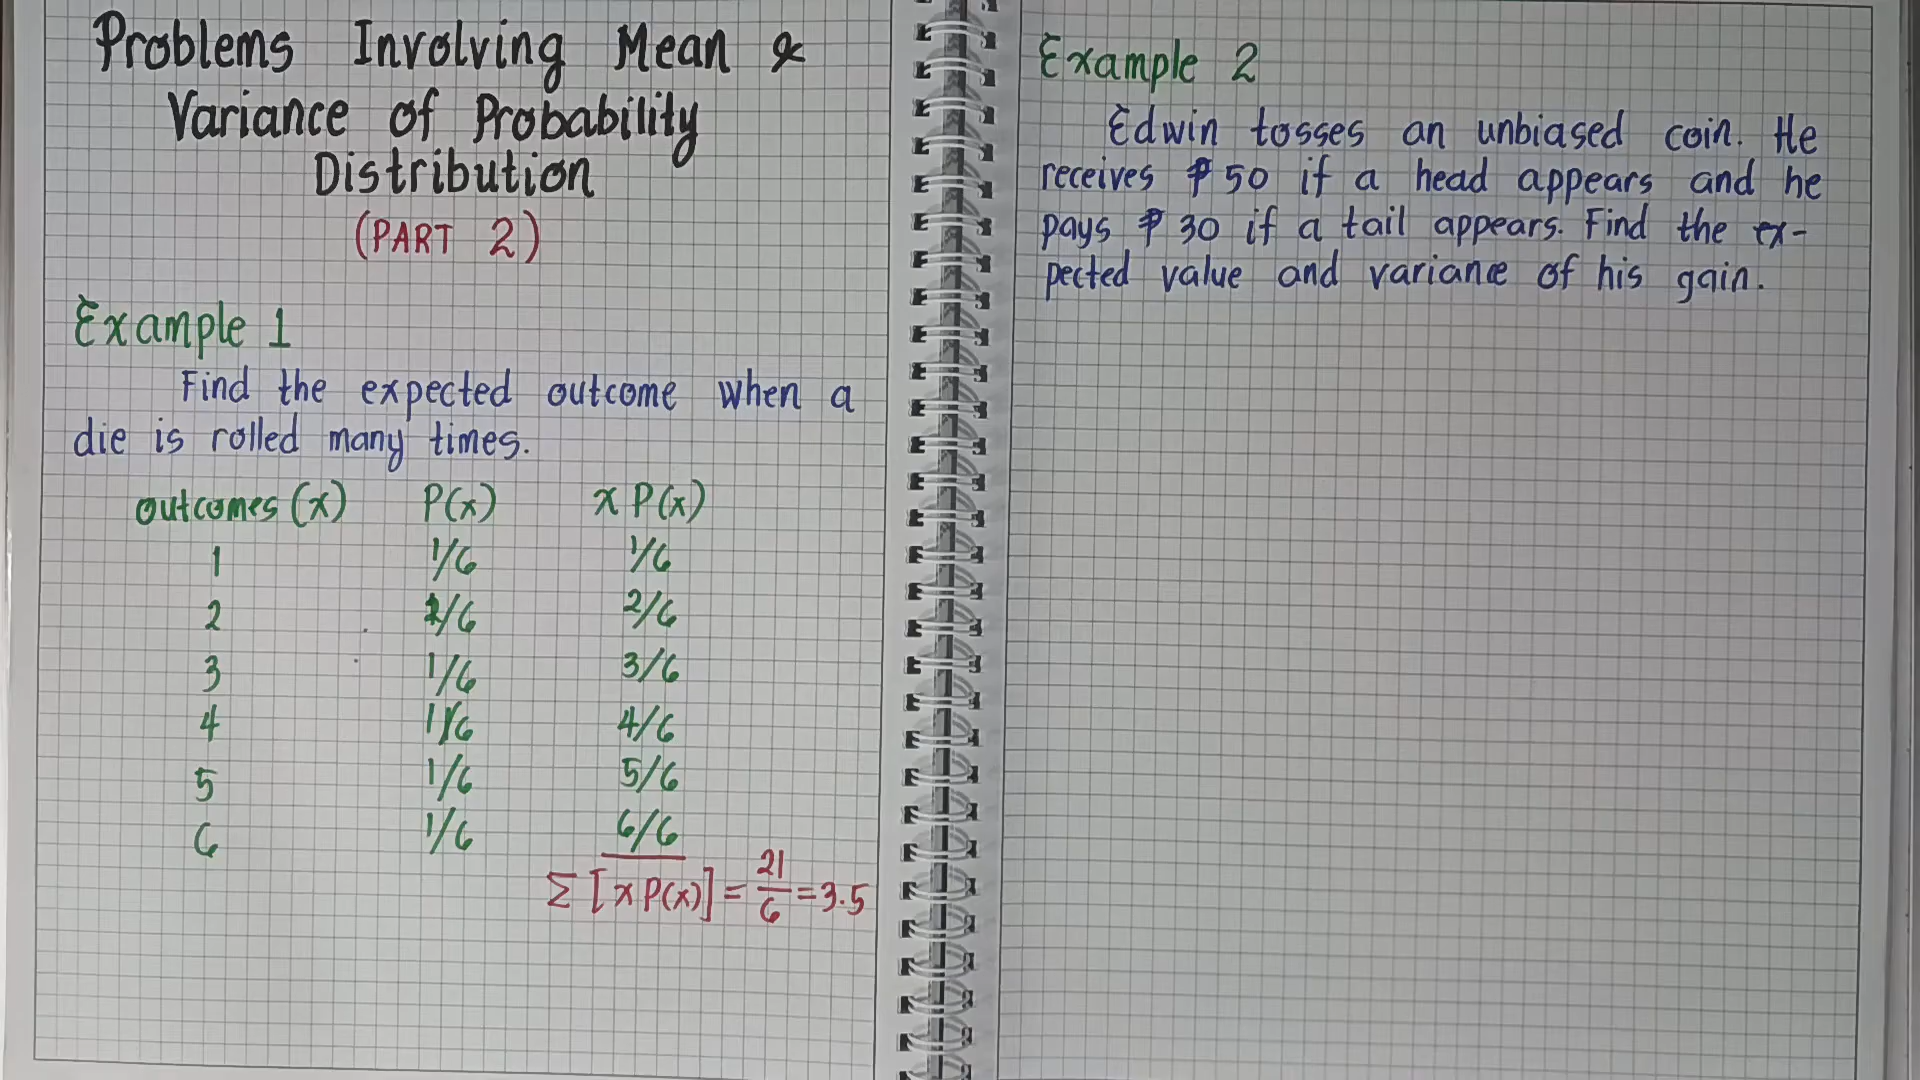 Problems Involving Mean &
Variance of Probability
Distribution
(PART 2)
Example 1
Find the expected outcome when a
die is rolled many times.
outcomes (x) P(x) x P(x)
1 1/6 1/6
2 1/6 2/6
3 1/6 3/6
4 1/6 4/6
5 1/6 5/6
6 1/6 6/6
Σ [x P(x)] = 21/6 = 3.5
Example 2
Edwin tosses an unbiased coin. He
receives ₱ 50 if a head appears and he
pays ₱ 30 if a tail appears. Find the ex-
pected value and variance of his gain.